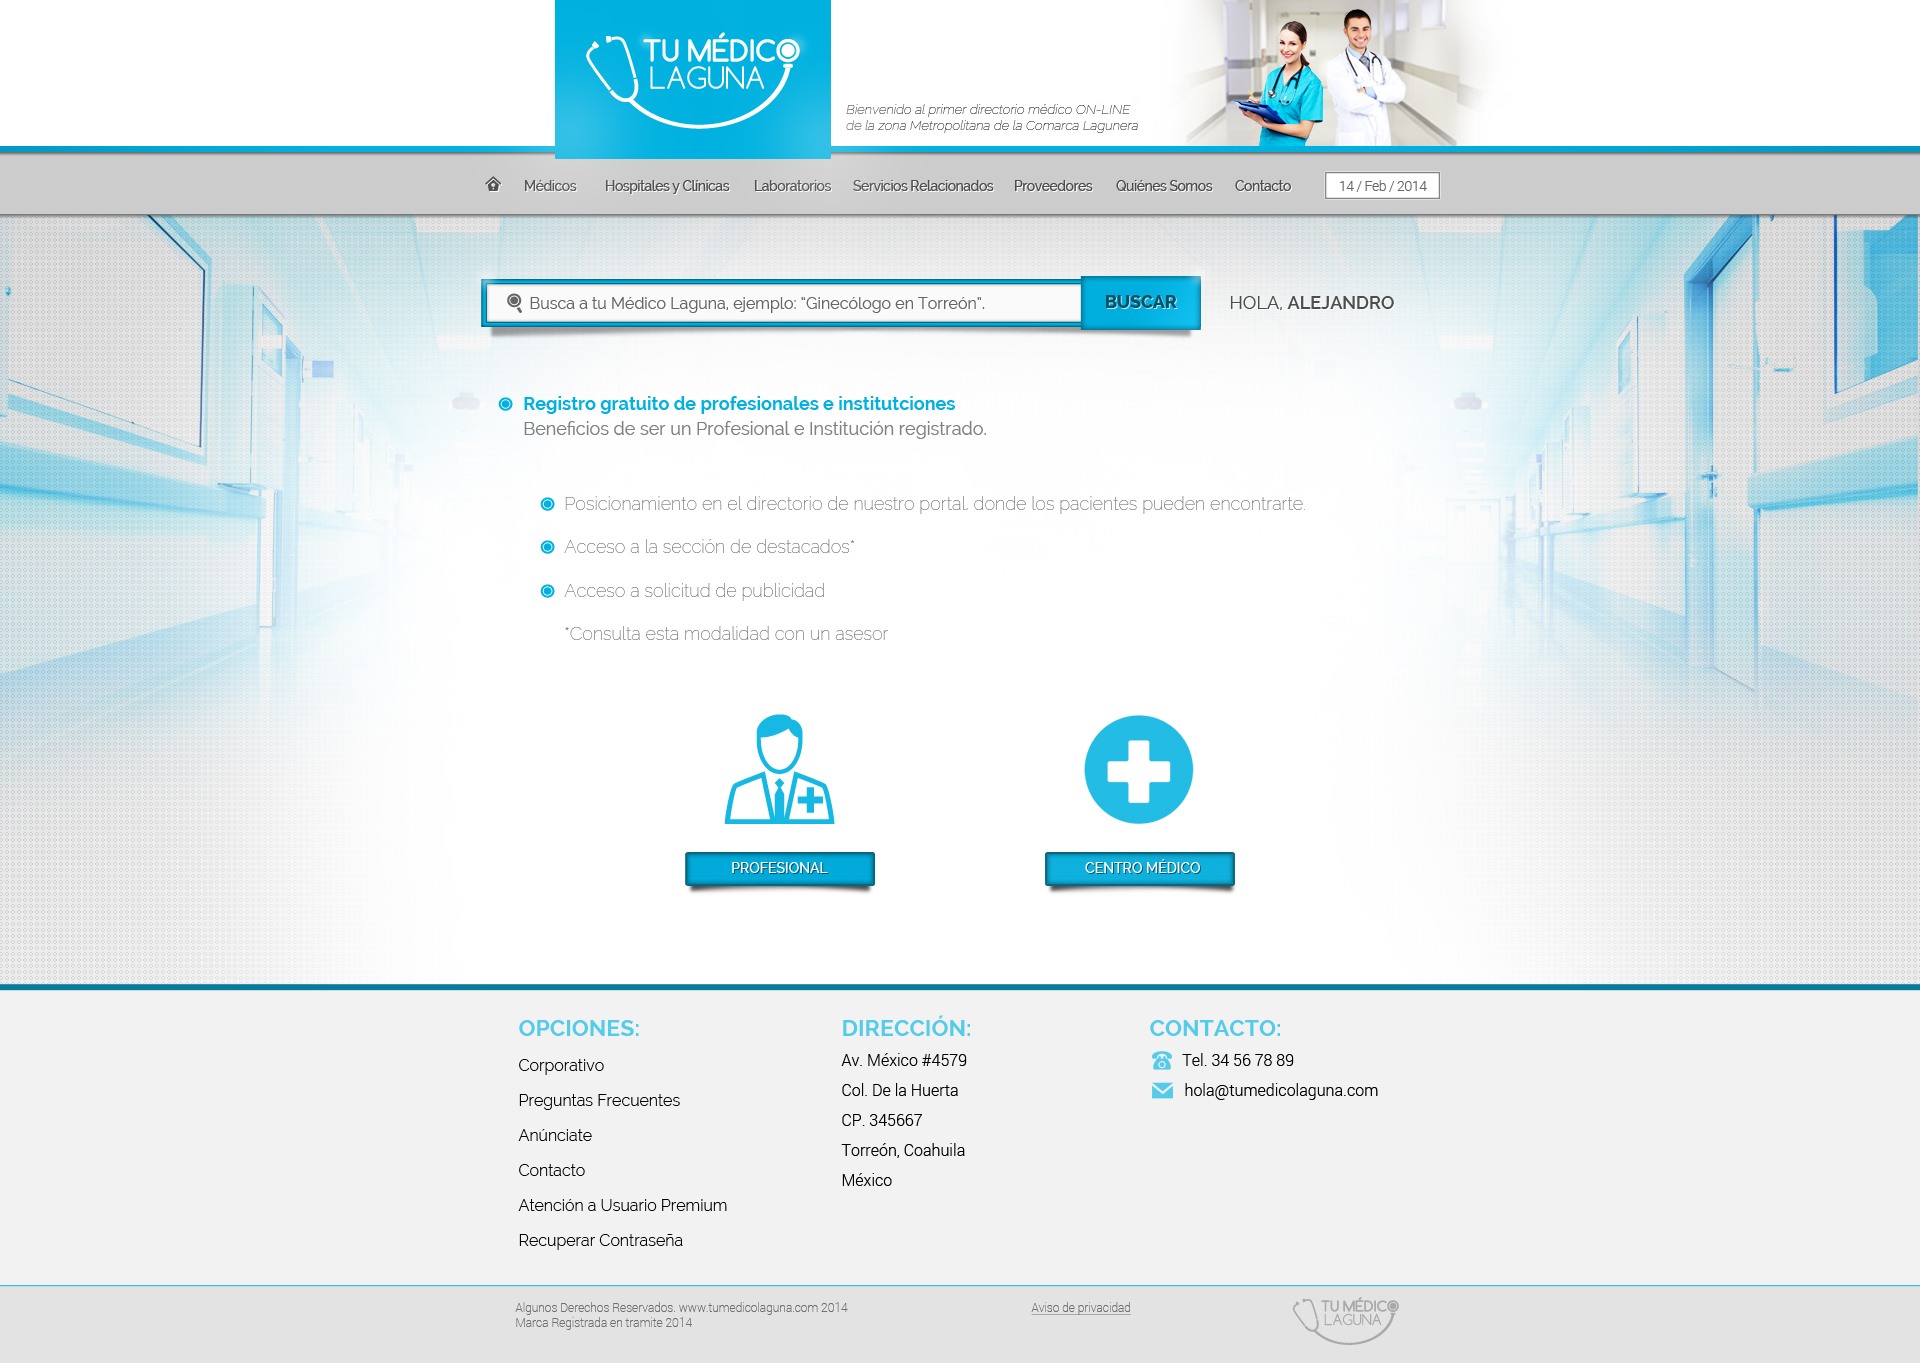 TU MÉDICO
LAGUNA
Bienvenido al primer directorio médico ON-LINE
de la zona Metropolitana de la Comarca Lagunera
Médicos Hospitales y Clínicas Laboratorios Servicios Relacionados Proveedores Quiénes Somos Contacto 14 / Feb / 2014
Busca a tu Médico Laguna, ejemplo: “Ginecólogo en Torreón”. BUSCAR HOLA, ALEJANDRO
Registro gratuito de profesionales e institutciones
Beneficios de ser un Profesional e Institución registrado.
Posicionamiento en el directorio de nuestro portal. donde los pacientes pueden encontrarte.
Acceso a la sección de destacados*
Acceso a solicitud de publicidad
*Consulta esta modalidad con un asesor
PROFESIONAL CENTRO MÉDICO
OPCIONES:
Corporativo
Preguntas Frecuentes
Anúnciate
Contacto
Atención a Usuario Premium
Recuperar Contraseña
DIRECCIÓN:
Av. México #4579
Col. De la Huerta
CP. 345667
Torreón, Coahuila
México
CONTACTO:
Tel. 34 56 78 89
hola@tumedicolaguna.com
Algunos Derechos Reservados. www.tumedicolaguna.com 2014
Marca Registrada en tramite 2014
Aviso de privacidad
TU MÉDICO
LAGUNA